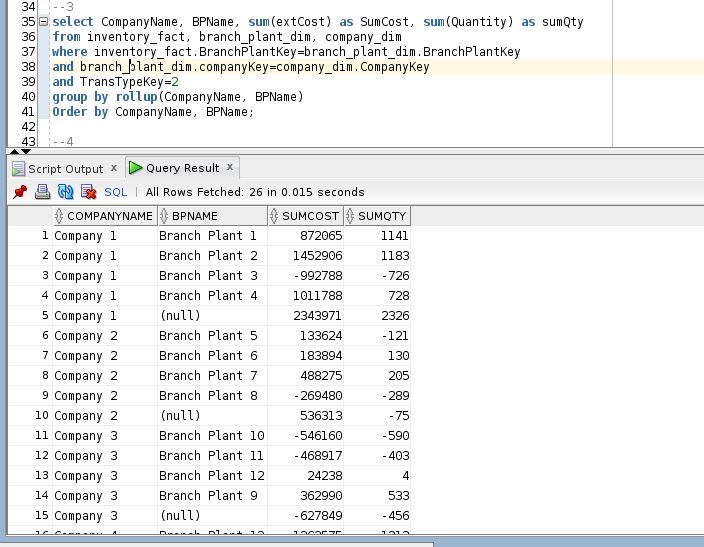 34 --3
35 select CompanyName, BPName, sum(extCost) as SumCost, sum(Quantity) as sumQty
36 from inventory_fact, branch_plant_dim, company_dim
37 where inventory_fact.BranchPlantKey=branch_plant_dim.BranchPlantKey
38 and branch_plant_dim.companyKey=company_dim.CompanyKey
39 and TransTypeKey=2
40 group by rollup(CompanyName, BPName)
41 Order by CompanyName, BPName;
42
43 --4
Script Output x Query Result x
SQL | All Rows Fetched: 26 in 0.015 seconds
COMPANYNAME BPNAME SUMCOST SUMQTY
1 Company 1 Branch Plant 1 872065 1141
2 Company 1 Branch Plant 2 1452906 1183
3 Company 1 Branch Plant 3 -992788 -726
4 Company 1 Branch Plant 4 1011788 728
5 Company 1 (null) 2343971 2326
6 Company 2 Branch Plant 5 133624 -121
7 Company 2 Branch Plant 6 183894 130
8 Company 2 Branch Plant 7 488275 205
9 Company 2 Branch Plant 8 -269480 -289
10 Company 2 (null) 536313 -75
11 Company 3 Branch Plant 10 -546160 -590
12 Company 3 Branch Plant 11 -468917 -403
13 Company 3 Branch Plant 12 24238 4
14 Company 3 Branch Plant 9 362990 533
15 Company 3 (null) -627849 -456